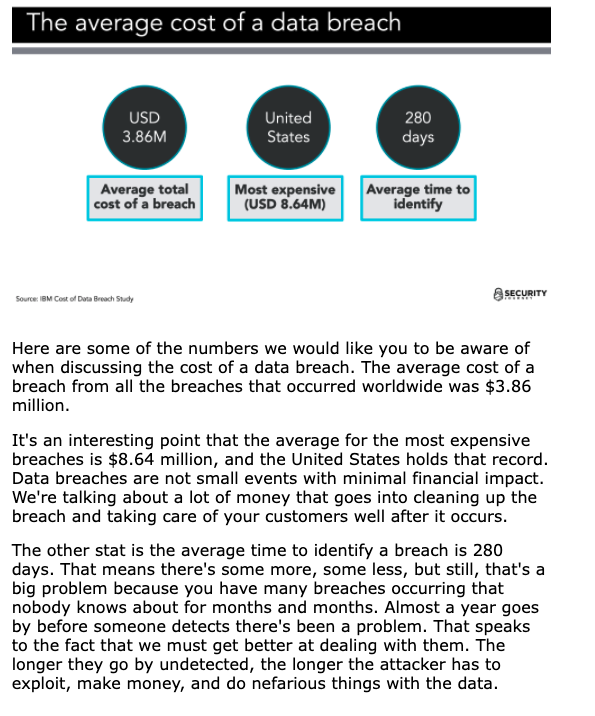 The average cost of a data breach
USD
3.86M
United
States
280
days
Average total
cost of a breach
Most expensive
(USD 8.64M)
Average time to
identify
Source: IBM Cost of Data Breach Study
SECURITY
JOURNEY
Here are some of the numbers we would like you to be aware of
when discussing the cost of a data breach. The average cost of a
breach from all the breaches that occurred worldwide was $3.86
million.
It's an interesting point that the average for the most expensive
breaches is $8.64 million, and the United States holds that record.
Data breaches are not small events with minimal financial impact.
We're talking about a lot of money that goes into cleaning up the
breach and taking care of your customers well after it occurs.
The other stat is the average time to identify a breach is 280
days. That means there's some more, some less, but still, that's a
big problem because you have many breaches occurring that
nobody knows about for months and months. Almost a year goes
by before someone detects there's been a problem. That speaks
to the fact that we must get better at dealing with them. The
longer they go by undetected, the longer the attacker has to
exploit, make money, and do nefarious things with the data.